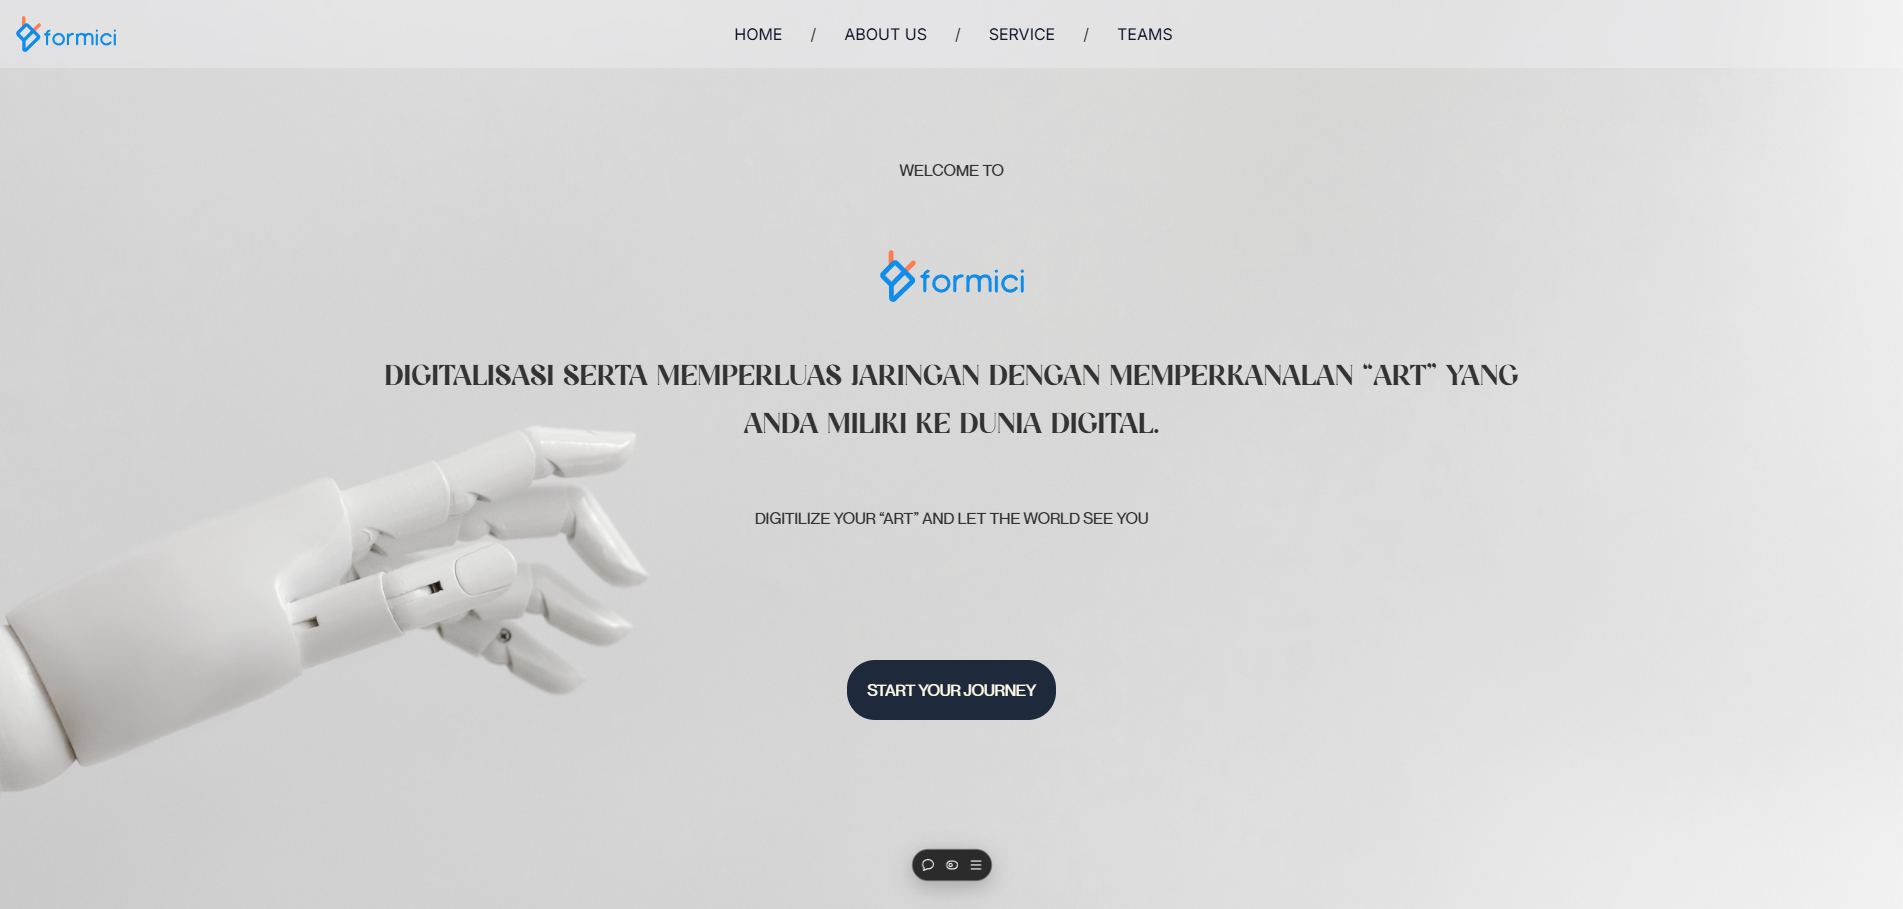 formici
HOME / ABOUT US / SERVICE / TEAMS
WELCOME TO
formici
DIGITALISASI SERTA MEMPERLUAS JARINGAN DENGAN MEMPERKANALAN “ART” YANG
ANDA MILIKI KE DUNIA DIGITAL.
DIGITILIZE YOUR “ART” AND LET THE WORLD SEE YOU
START YOUR JOURNEY